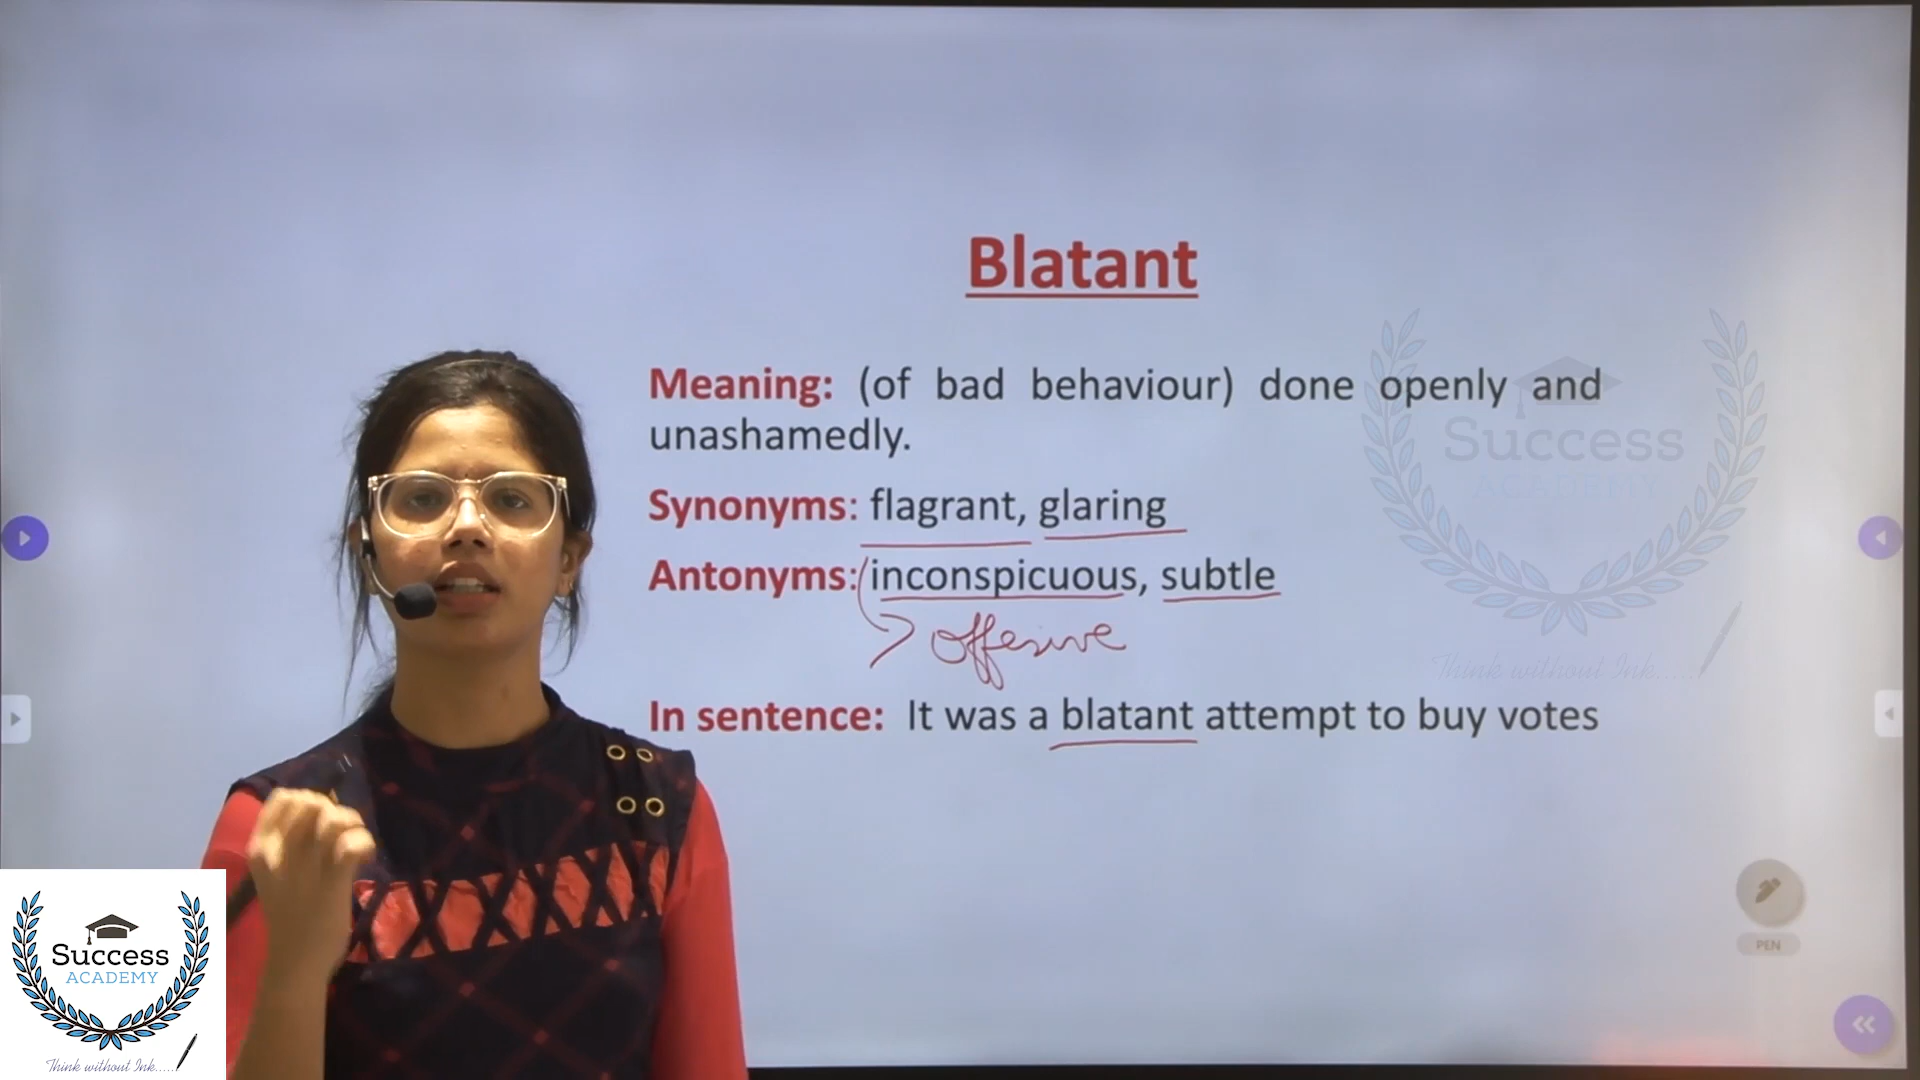 Blatant
Meaning: (of bad behaviour) done openly and
unashamedly.
Synonyms: flagrant, glaring
Antonyms: inconspicuous, subtle
offesive
In sentence: It was a blatant attempt to buy votes
Success
ACADEMY
Think without Ink.....
PEN
Success
ACADEMY
Think without Ink.....